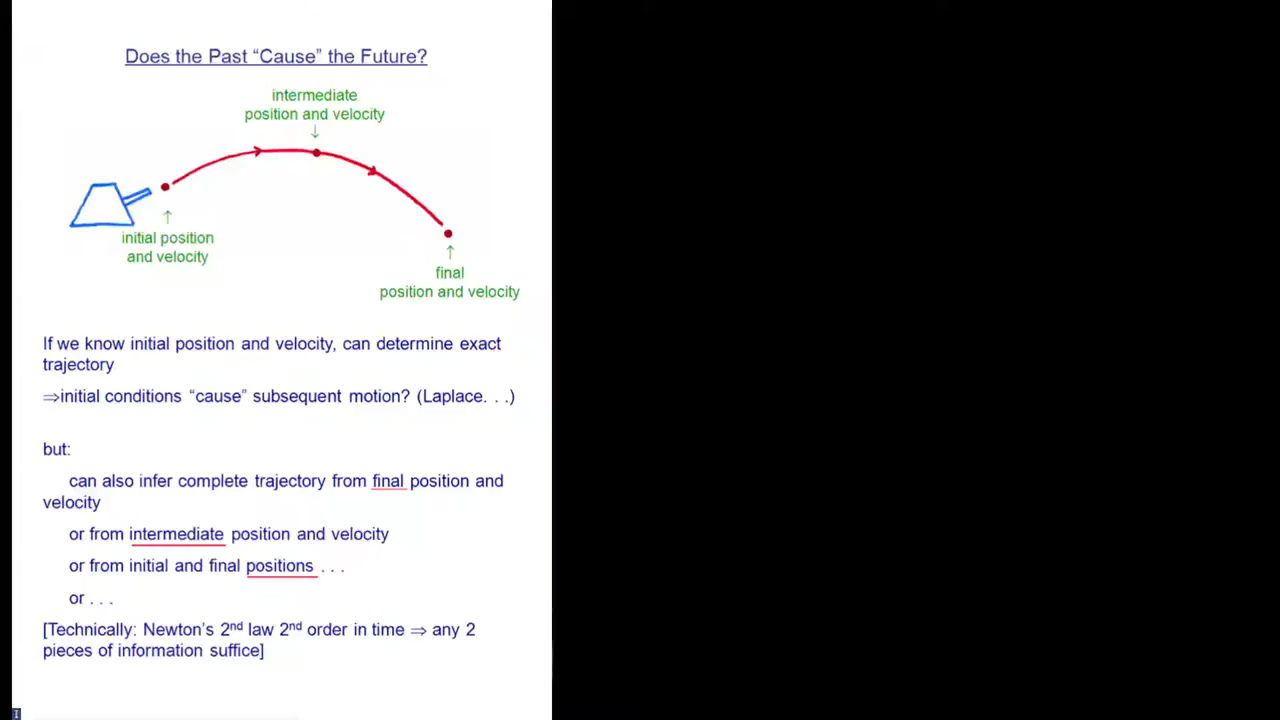 Does the Past “Cause” the Future?
intermediate
position and velocity
↓
↑
initial position
and velocity
↑
final
position and velocity
If we know initial position and velocity, can determine exact
trajectory
⇒initial conditions “cause” subsequent motion? (Laplace. . .)
but:
can also infer complete trajectory from final position and
velocity
or from intermediate position and velocity
or from initial and final positions . . .
or . . .
[Technically: Newton’s 2nd law 2nd order in time ⇒ any 2
pieces of information suffice]